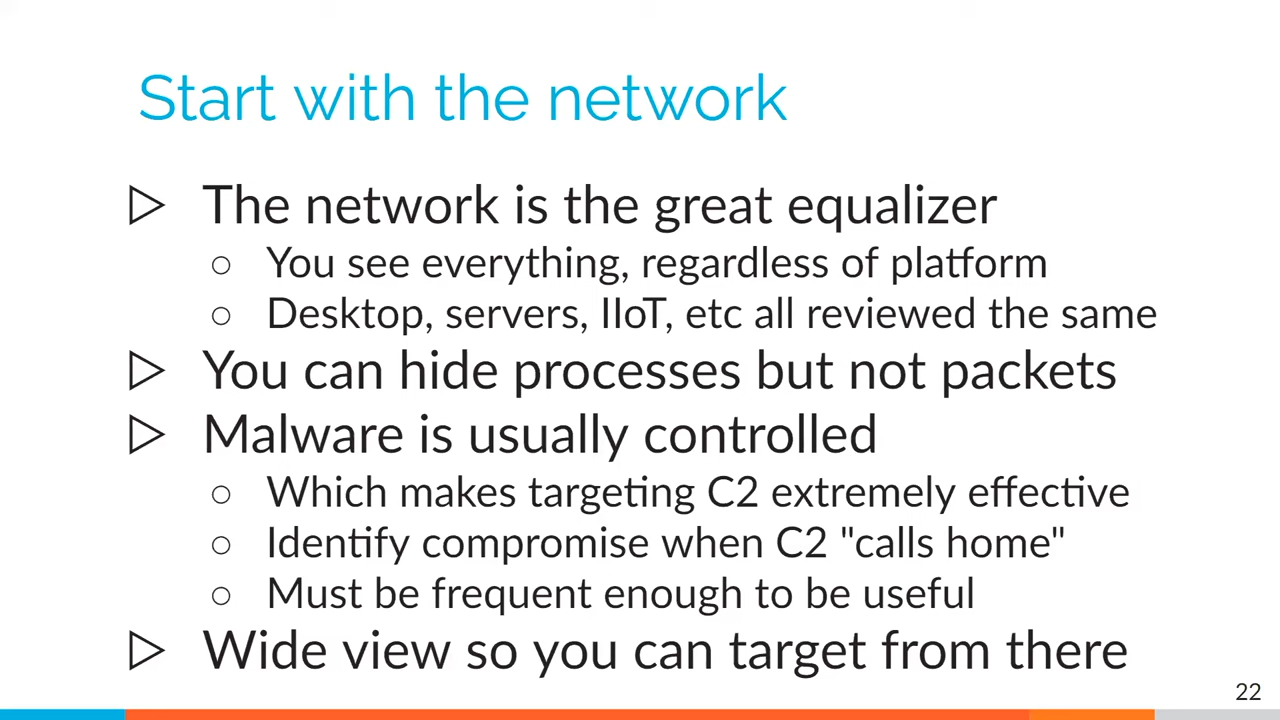 Start with the network
▷ The network is the great equalizer
○ You see everything, regardless of platform
○ Desktop, servers, IIoT, etc all reviewed the same
▷ You can hide processes but not packets
▷ Malware is usually controlled
○ Which makes targeting C2 extremely effective
○ Identify compromise when C2 "calls home"
○ Must be frequent enough to be useful
▷ Wide view so you can target from there
22